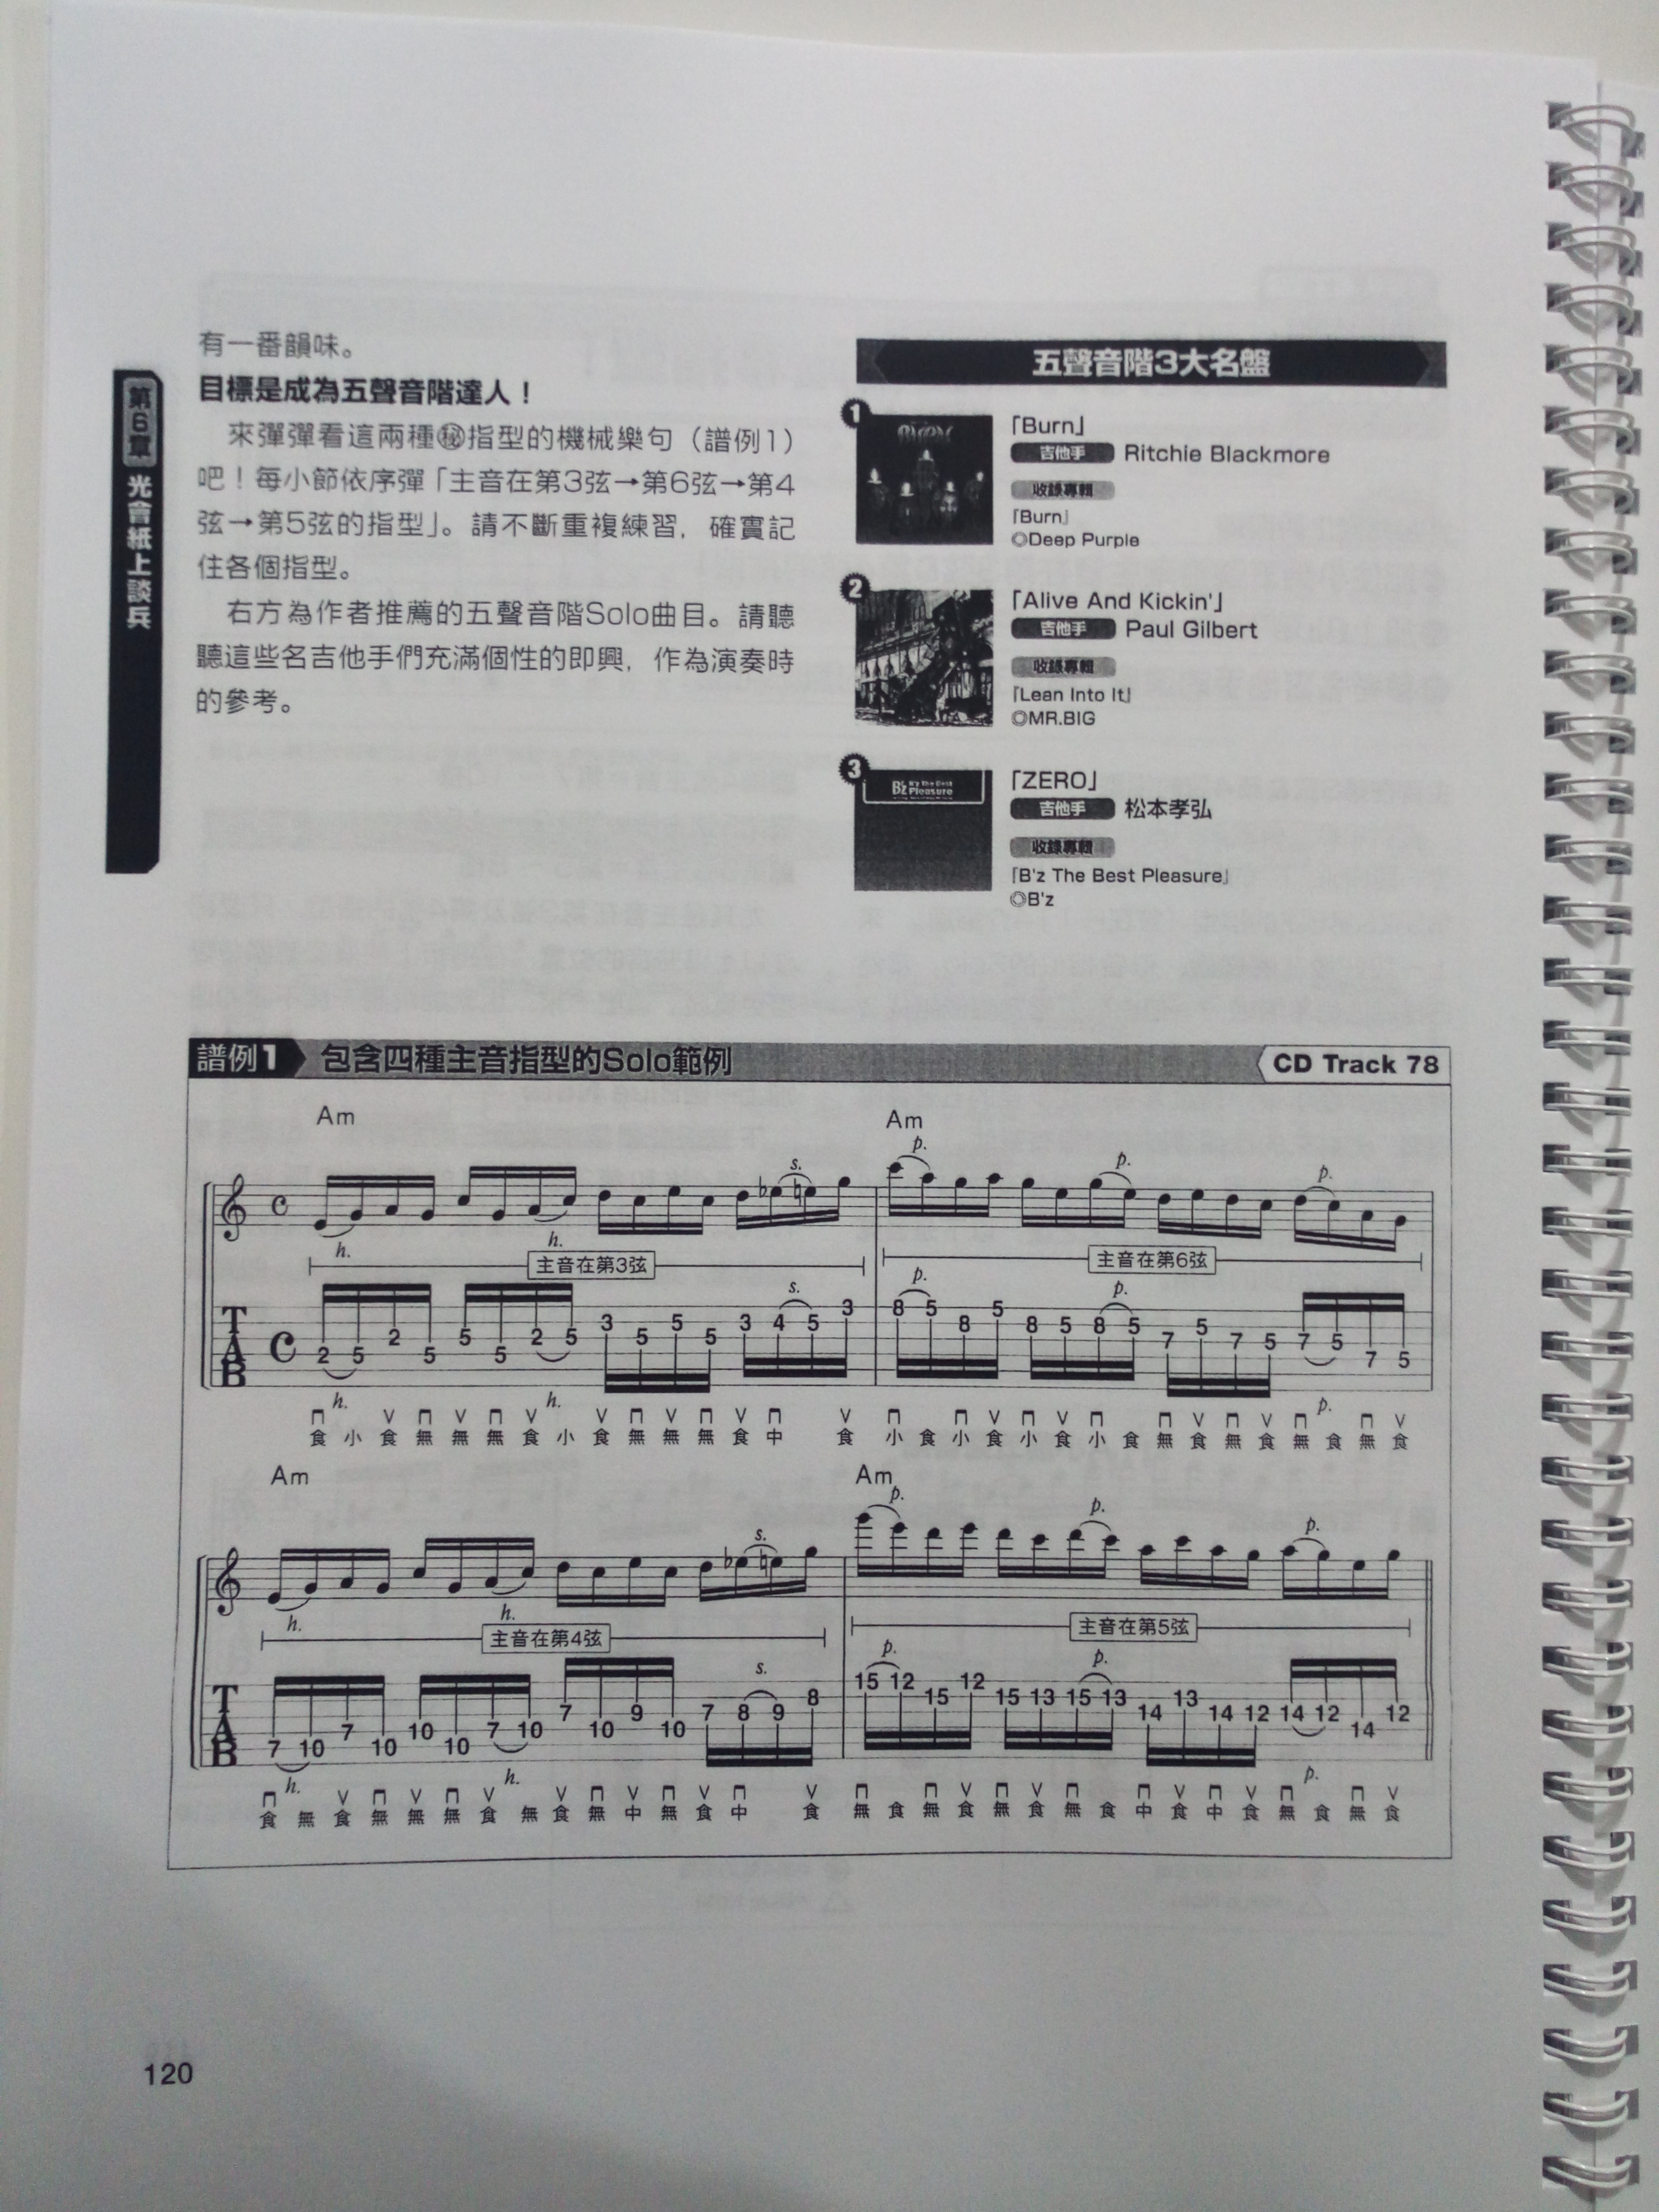 有一番韻味。
目標是成為五聲音階達人！
來彈彈看這兩種㊙指型的機械樂句（譜例1）
吧！每小節依序彈「主音在第3弦→第6弦→第4
弦→第5弦的指型」。請不斷重複練習，確實記
住各個指型。
右方為作者推薦的五聲音階Solo曲目。請聽
聽這些名吉他手們充滿個性的即興，作為演奏時
的參考。
第6章 光會紙上談兵
五聲音階3大名盤
1
BURN
「Burn」
吉他手 Ritchie Blackmore
收錄專輯
『Burn』
◎Deep Purple
2
「Alive And Kickin'」
吉他手 Paul Gilbert
收錄專輯
『Lean Into It』
◎MR.BIG
3
B'z B'z The Best Pleasure
「ZERO」
吉他手 松本孝弘
收錄專輯
『B'z The Best Pleasure』
◎B'z
譜例1 包含四種主音指型的Solo範例 CD Track 78
Am Am
s. p. p. p.
h. h.
主音在第3弦 主音在第6弦
s. p. p.
T A B
2 5 2 5 5 5 2 5 3 5 5 5 3 4 5 3 8 5 8 5 8 5 8 5 7 5 7 5 7 5 7 5
h. h. p.
食 小 食 無 無 無 食 小 食 無 無 無 食 中 食 小 食 小 食 小 食 小 食 無 食 無 食 無 食 無 食
Am Am
s. p. p. p.
h. h.
主音在第4弦 主音在第5弦
s. p. p.
T A B
7 10 7 10 10 10 7 10 7 10 9 10 7 8 9 8 15 12 15 12 15 13 15 13 14 13 14 12 14 12 14 12
h. h. p.
食 無 食 無 無 無 食 無 食 無 中 無 食 中 食 無 食 無 食 無 食 無 食 中 食 中 食 無 食 無 食
120